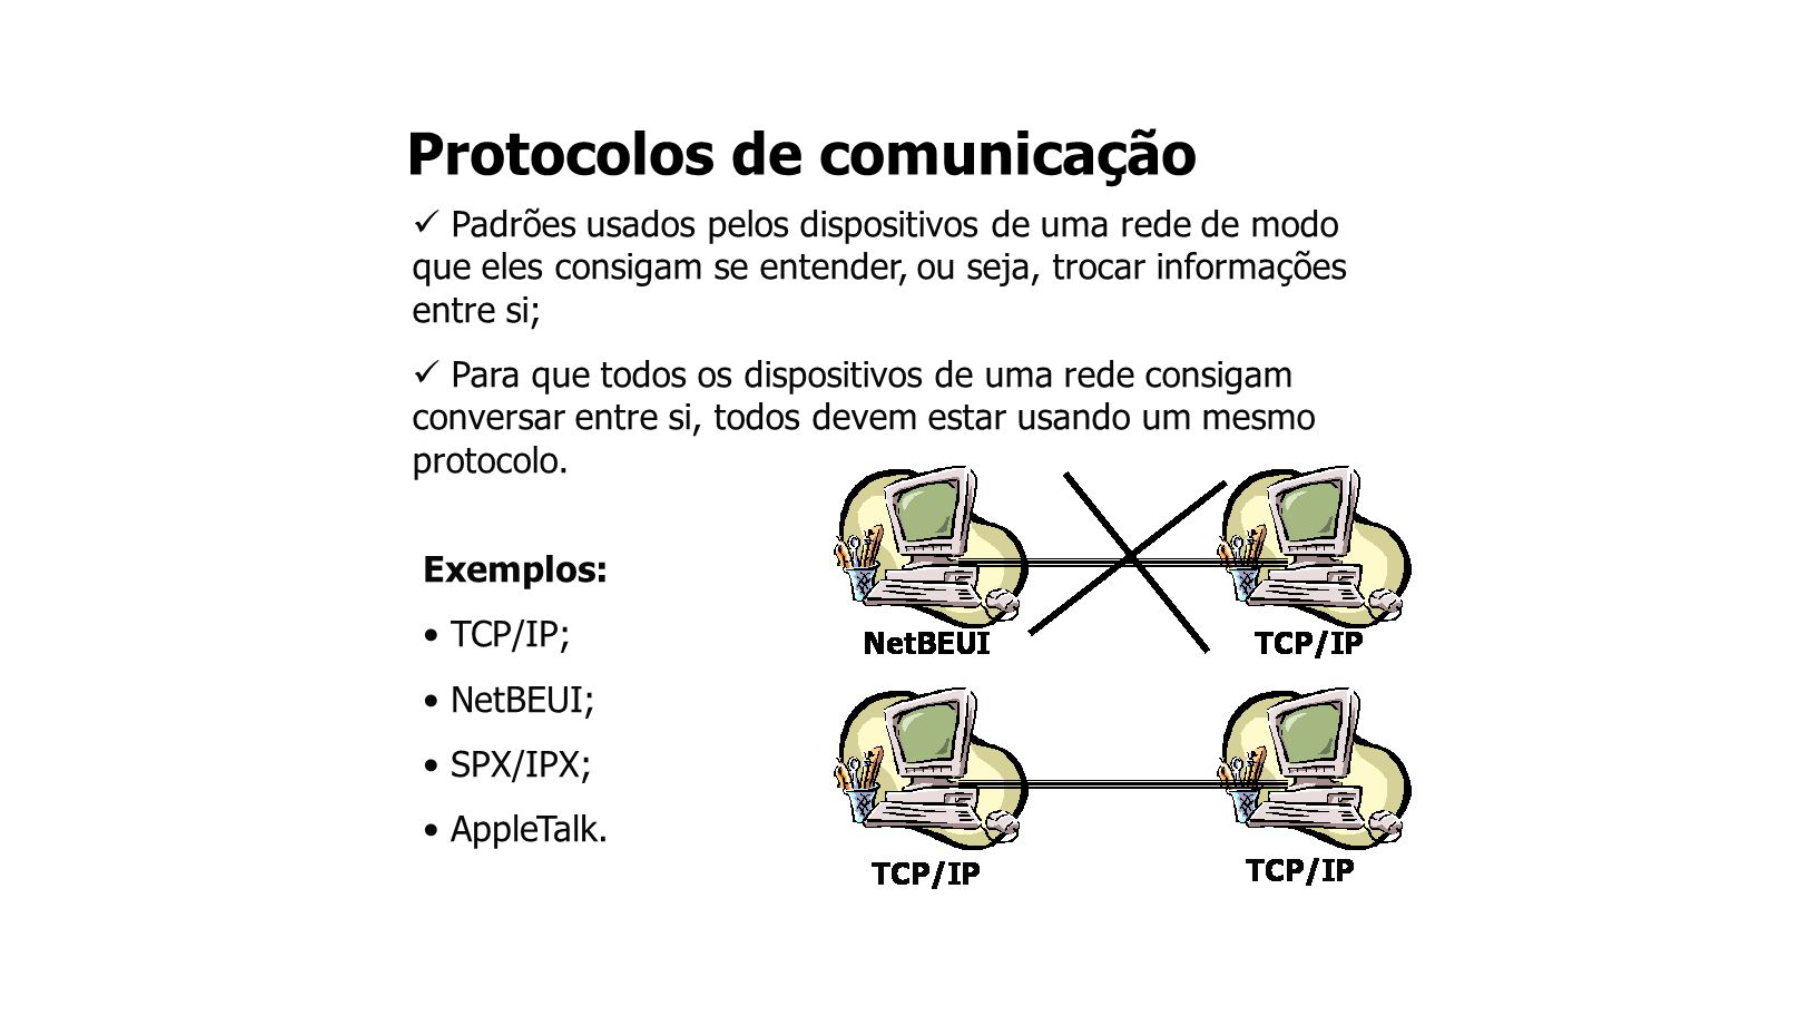 Protocolos de comunicação
✓ Padrões usados pelos dispositivos de uma rede de modo
que eles consigam se entender, ou seja, trocar informações
entre si;
✓ Para que todos os dispositivos de uma rede consigam
conversar entre si, todos devem estar usando um mesmo
protocolo.
Exemplos:
• TCP/IP;
• NetBEUI;
• SPX/IPX;
• AppleTalk.
NetBEUI
TCP/IP
TCP/IP
TCP/IP